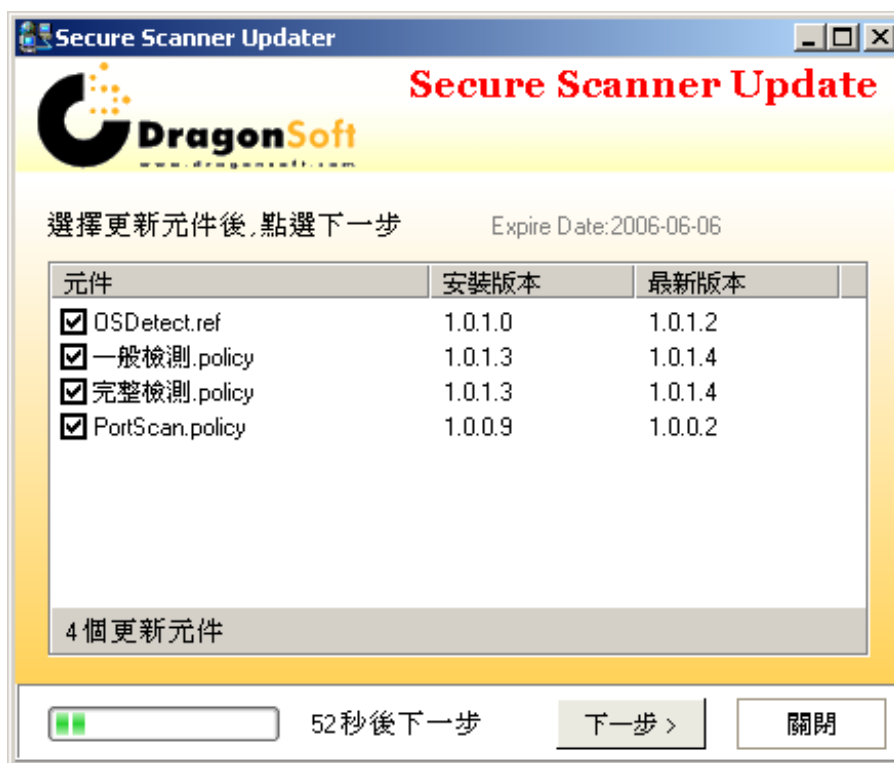 Secure Scanner Updater
Secure Scanner Update
DragonSoft
www.dragonsoft.com
選擇更新元件後,點選下一步 Expire Date:2006-06-06
元件 安裝版本 最新版本
OSDetect.ref 1.0.1.0 1.0.1.2
一般檢測.policy 1.0.1.3 1.0.1.4
完整檢測.policy 1.0.1.3 1.0.1.4
PortScan.policy 1.0.0.9 1.0.0.2
4個更新元件
52秒後下一步 下一步 > 關閉